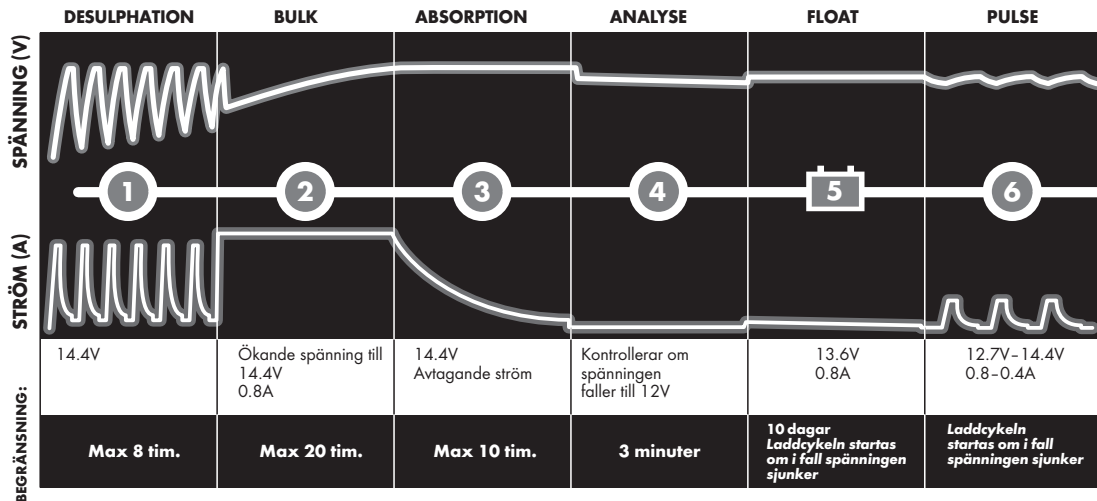 DESULPHATION
BULK
ABSORPTION
ANALYSE
FLOAT
PULSE
SPÄNNING (V)
1
2
3
4
5
6
STRÖM (A)
14.4V
Ökande spänning till
14.4V
0.8A
14.4V
Avtagande ström
Kontrollerar om
spänningen
faller till 12V
13.6V
0.8A
12.7V–14.4V
0.8–0.4A
BEGRÄNSNING:
Max 8 tim.
Max 20 tim.
Max 10 tim.
3 minuter
10 dagar
Laddcykeln startas
om i fall spänningen
sjunker
Laddcykeln
startas om i fall
spänningen sjunker